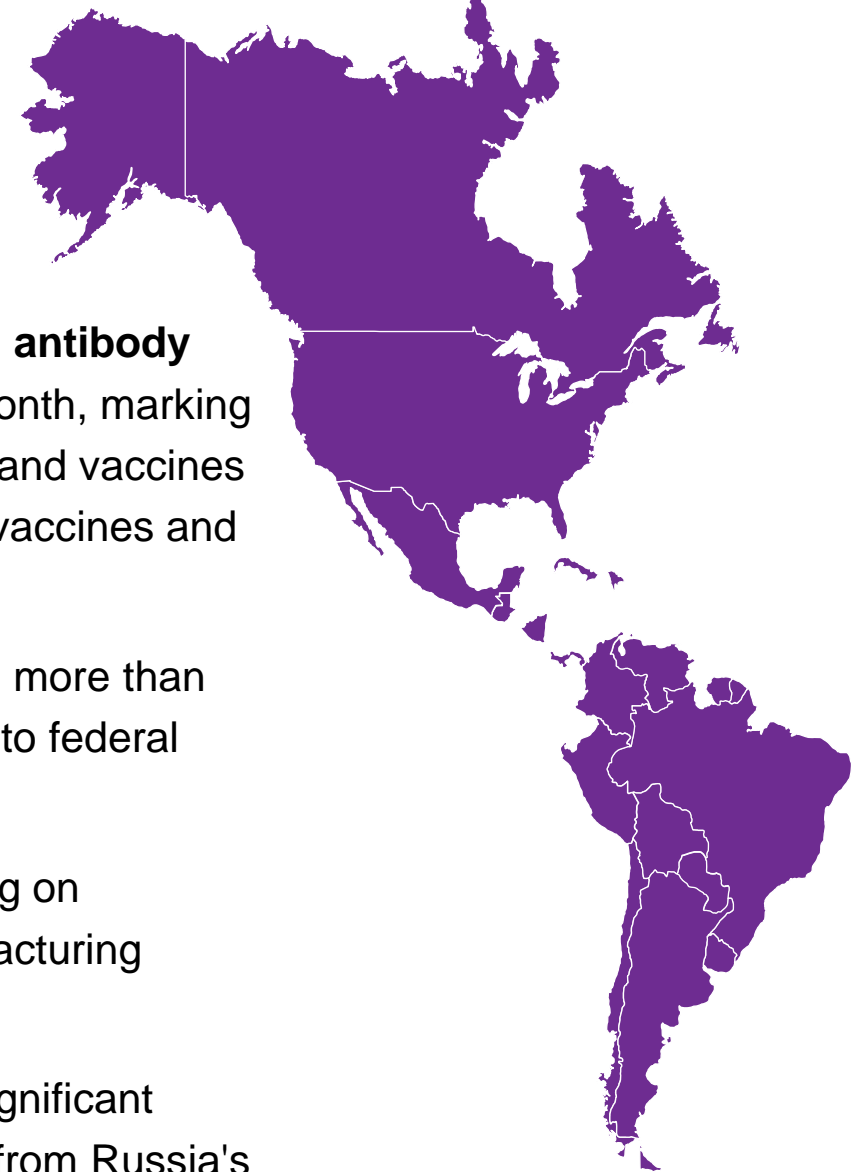 antibody
onth, marking
and vaccines
vaccines and
more than
to federal
g on
acturing
gnificant
from Russia's